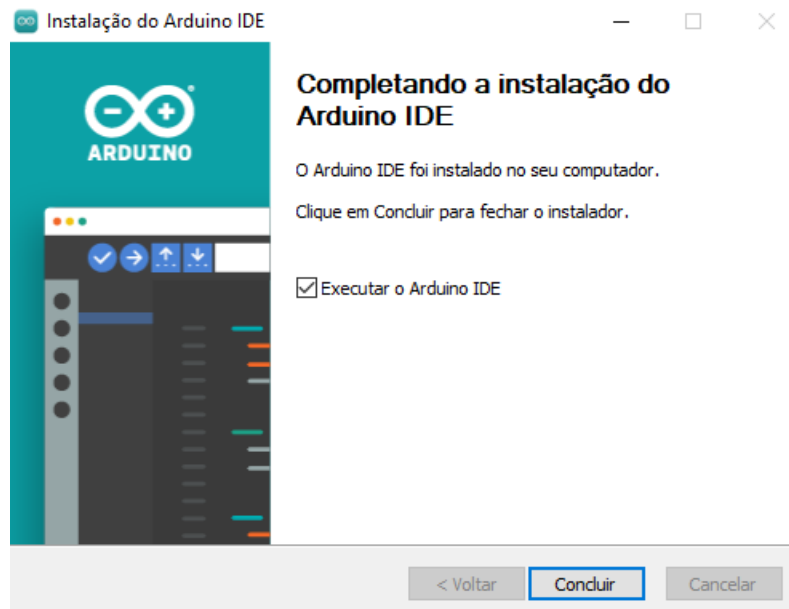 Instalação do Arduino IDE
ARDUINO
Completando a instalação do
Arduino IDE
O Arduino IDE foi instalado no seu computador.
Clique em Concluir para fechar o instalador.
Executar o Arduino IDE
< Voltar
Concluir
Cancelar